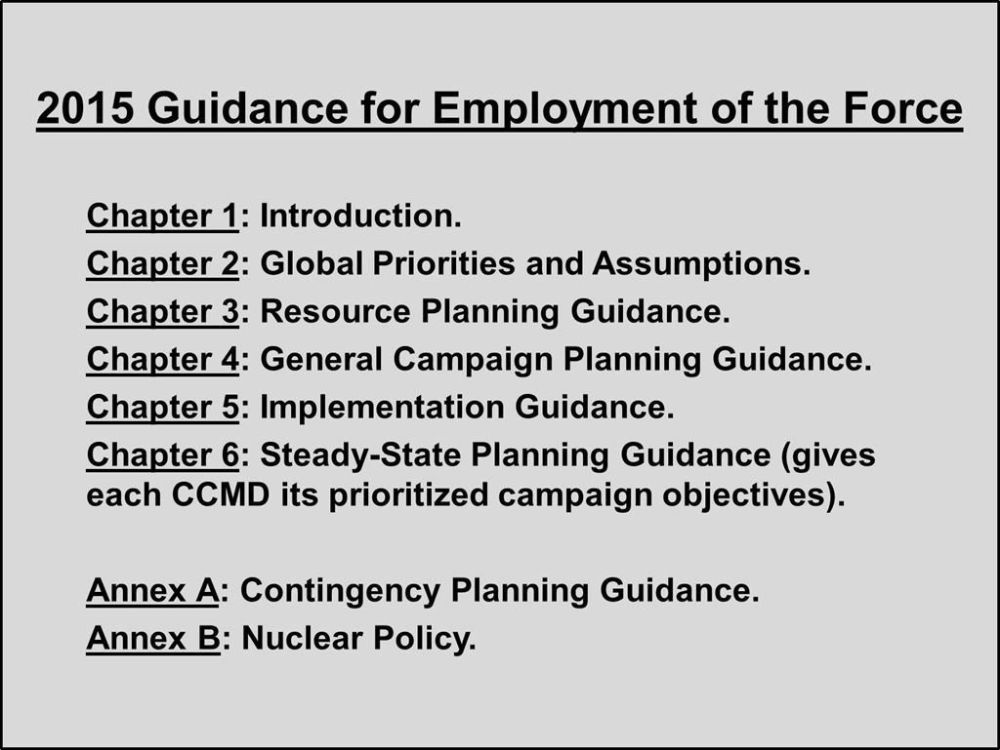 2015 Guidance for Employment of the Force
Chapter 1: Introduction.
Chapter 2: Global Priorities and Assumptions.
Chapter 3: Resource Planning Guidance.
Chapter 4: General Campaign Planning Guidance.
Chapter 5: Implementation Guidance.
Chapter 6: Steady-State Planning Guidance (gives
each CCMD its prioritized campaign objectives).
Annex A: Contingency Planning Guidance.
Annex B: Nuclear Policy.